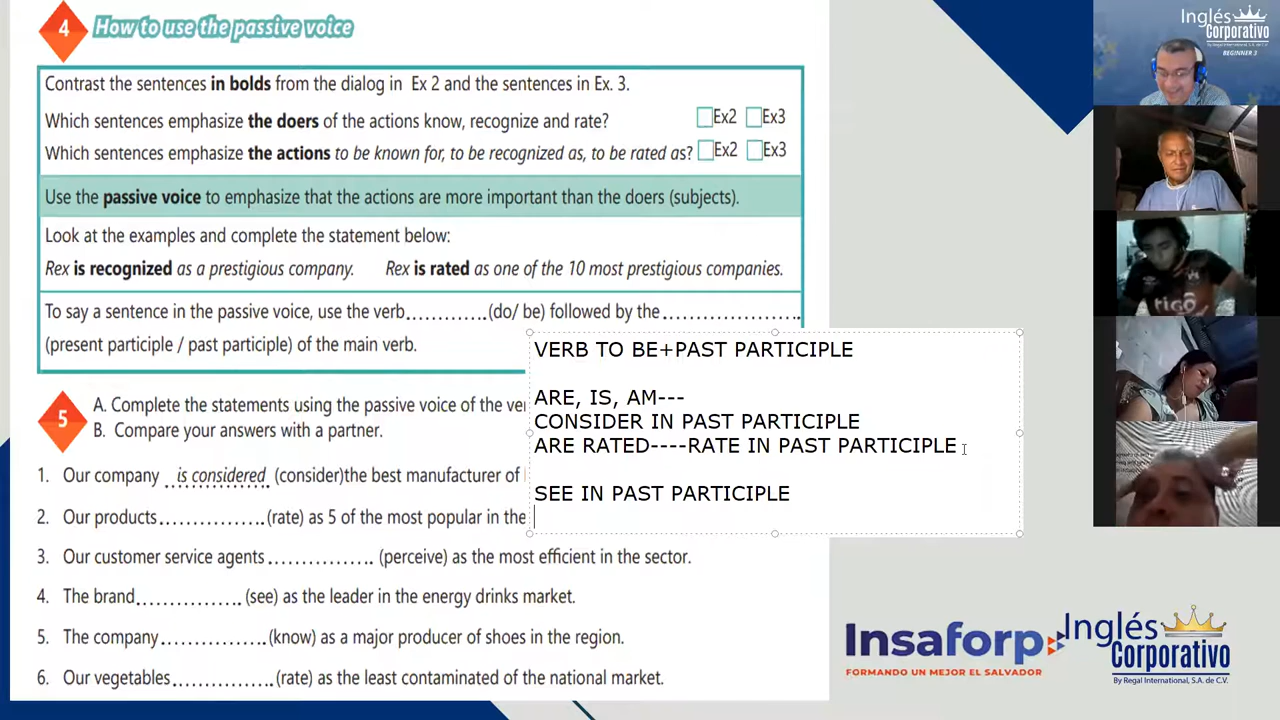 4 How to use the passive voice
Contrast the sentences in bolds from the dialog in Ex 2 and the sentences in Ex. 3.
Which sentences emphasize the doers of the actions know, recognize and rate? Ex2 Ex3
Which sentences emphasize the actions to be known for, to be recognized as, to be rated as? Ex2 Ex3
Use the passive voice to emphasize that the actions are more important than the doers (subjects).
Look at the examples and complete the statement below:
Rex is recognized as a prestigious company. Rex is rated as one of the 10 most prestigious companies.
To say a sentence in the passive voice, use the verb............(do/ be) followed by the .....................
(present participle / past participle) of the main verb.
VERB TO BE+PAST PARTICIPLE
ARE, IS, AM---
CONSIDER IN PAST PARTICIPLE
ARE RATED----RATE IN PAST PARTICIPLE
SEE IN PAST PARTICIPLE
5 A. Complete the statements using the passive voice of the ver
B. Compare your answers with a partner.
1. Our company is considered (consider)the best manufacturer of
2. Our products................(rate) as 5 of the most popular in the
3. Our customer service agents ................ (perceive) as the most efficient in the sector.
4. The brand................ (see) as the leader in the energy drinks market.
5. The company................(know) as a major producer of shoes in the region.
6. Our vegetables................(rate) as the least contaminated of the national market.
Inglés
Corporativo
By Regal International, S.A. de C.V.
BEGINNER 3
tigo
Insaforp
FORMANDO UN MEJOR EL SALVADOR
Inglés
Corporativo
By Regal International, S.A. de C.V.